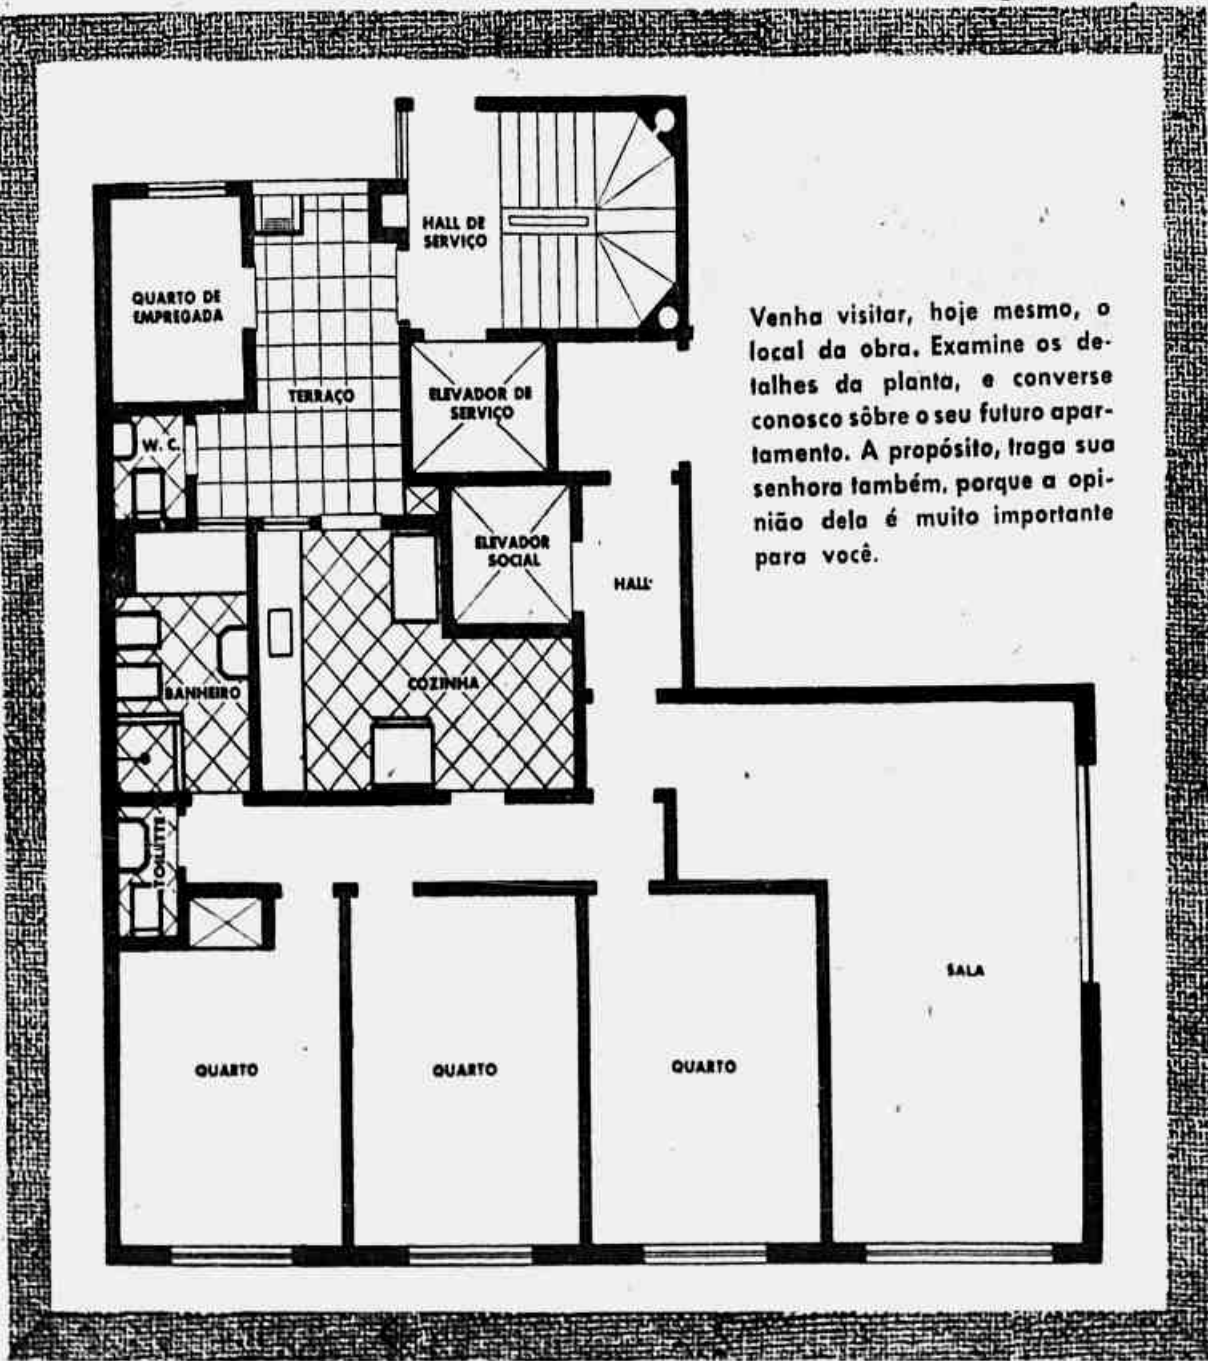 HALL DE
SERVIÇO
QUARTO DE
EMPREGADA
TERRAÇO
ELEVADOR DE
SERVIÇO
W. C.
ELEVADOR
SOCIAL
HALL
BANHEIRO
COZINHA
TOILETTE
SALA
QUARTO
QUARTO
QUARTO
Venha visitar, hoje mesmo, o
local da obra. Examine os de-
talhes da planta, e converse
conosco sôbre o seu futuro apar-
tamento. A propósito, traga sua
senhora também, porque a opi-
nião dela é muito importante
para você.